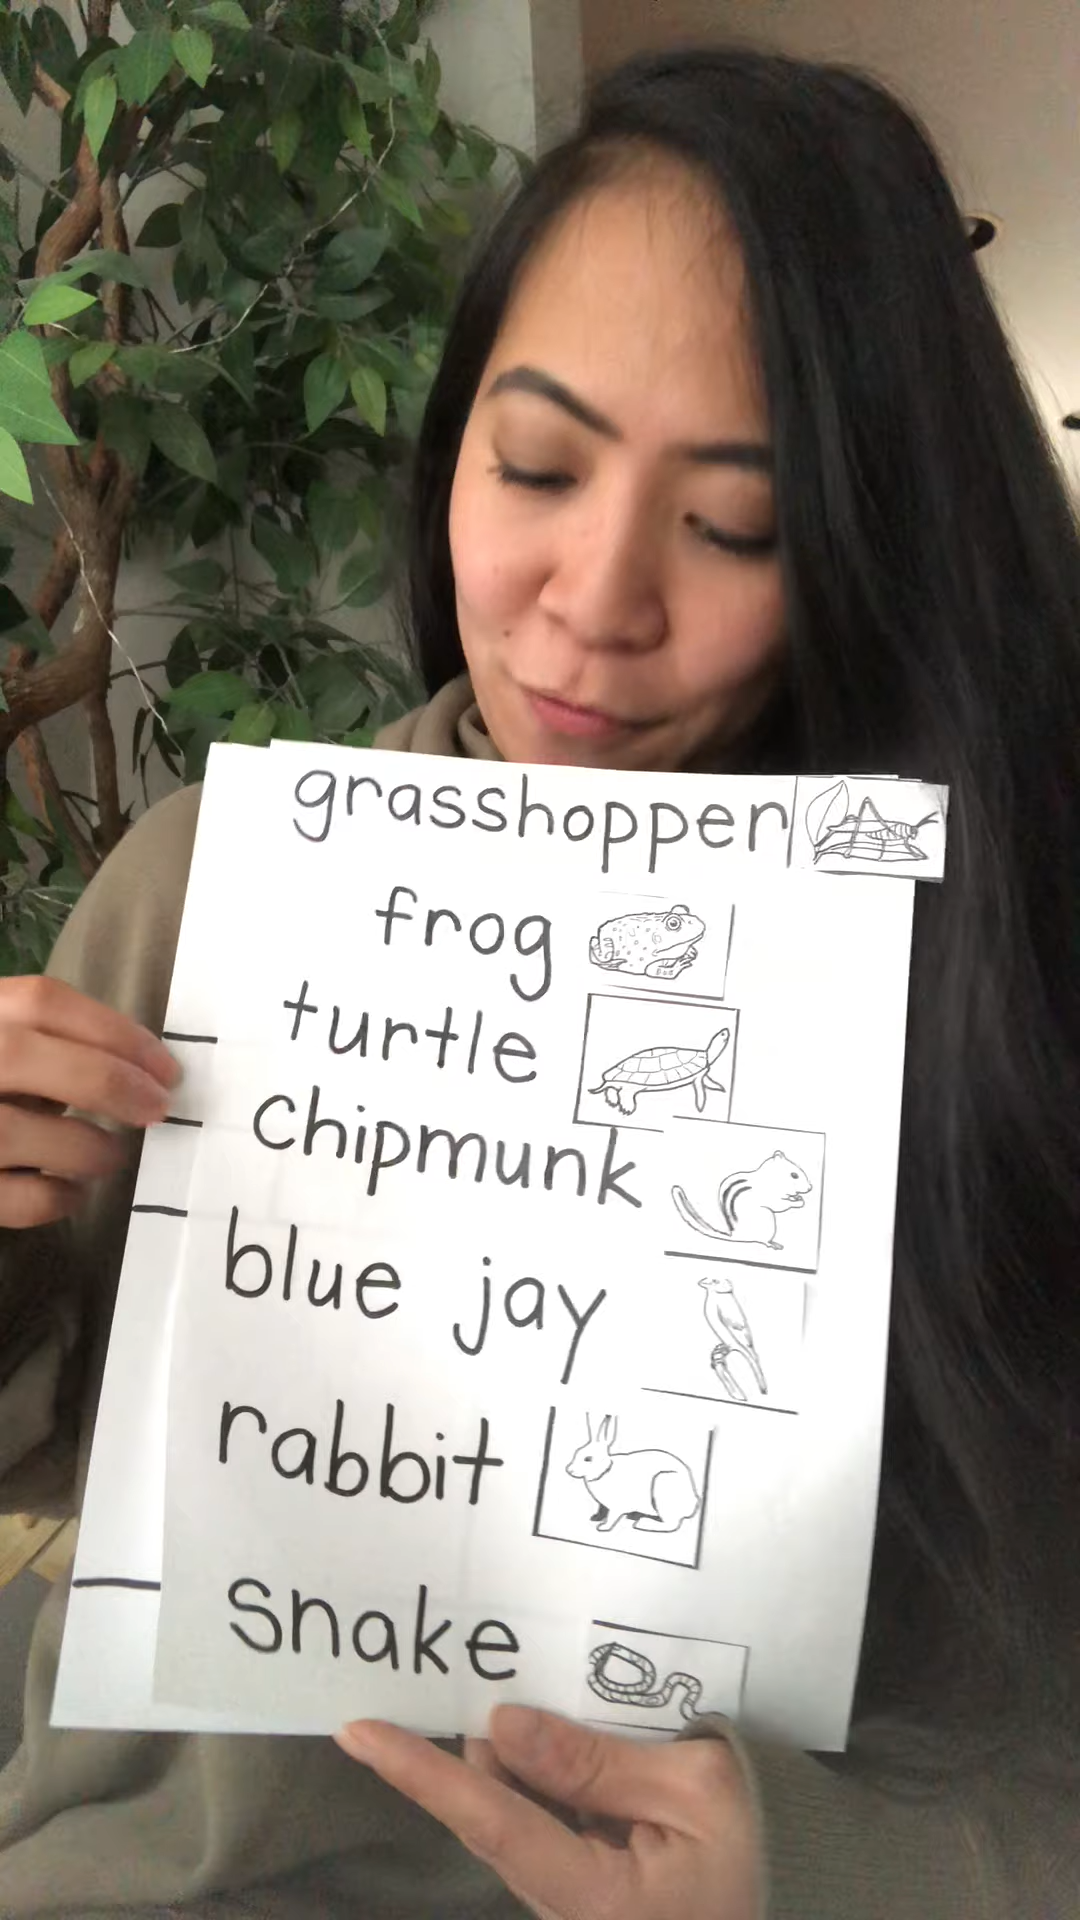 grasshopper
frog
turtle
chipmunk
blue jay
rabbit
snake